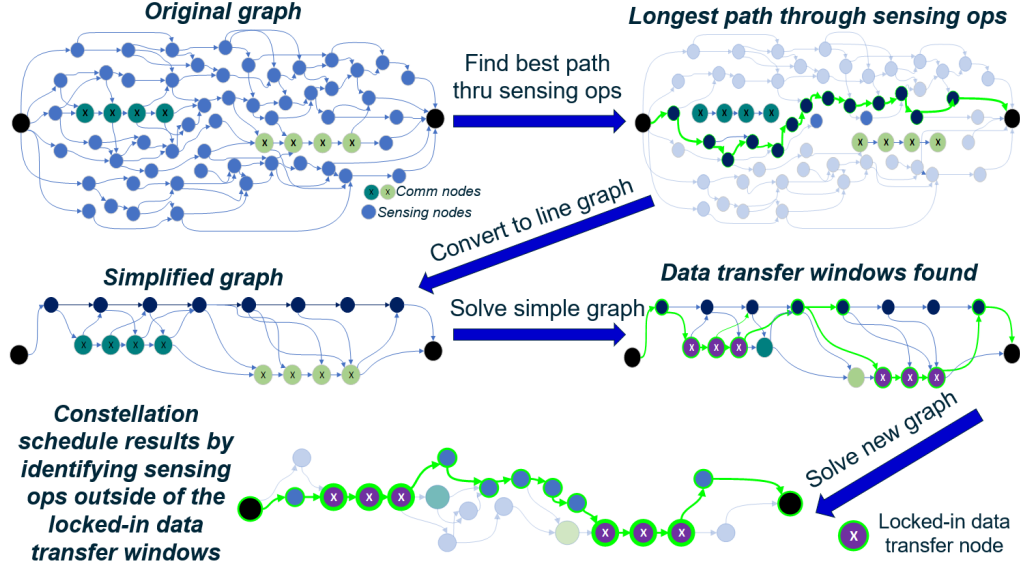 Original graph
Longest path through sensing ops
Find best path
thru sensing ops
X X X X
X X X X
X X X X
X X X X
X X Comm nodes
Sensing nodes
Convert to line graph
Simplified graph
Data transfer windows found
Solve simple graph
X X X X
X X X X
X X X
X X X
Constellation
schedule results by
identifying sensing
ops outside of the
locked-in data
transfer windows
Solve new graph
X X X
X X X
X
Locked-in data
transfer node